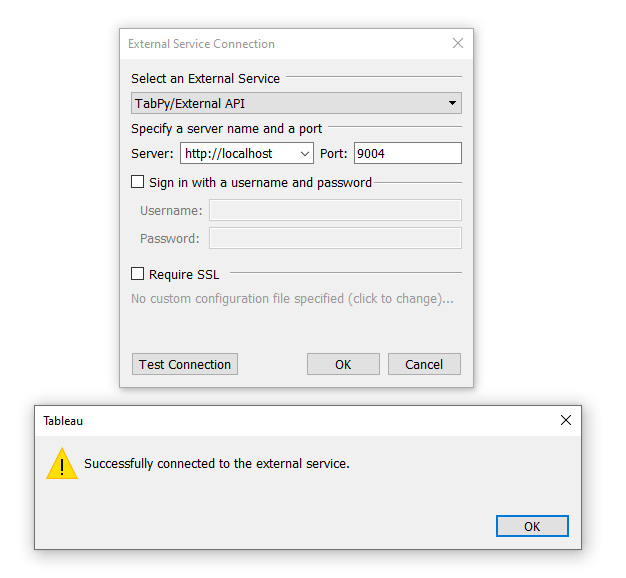 External Service Connection
Select an External Service
TabPy/External API
Specify a server name and a port
Server: http://localhost Port: 9004
Sign in with a username and password
Username:
Password:
Require SSL
No custom configuration file specified (click to change)...
Test Connection OK Cancel
Tableau
Successfully connected to the external service.
OK